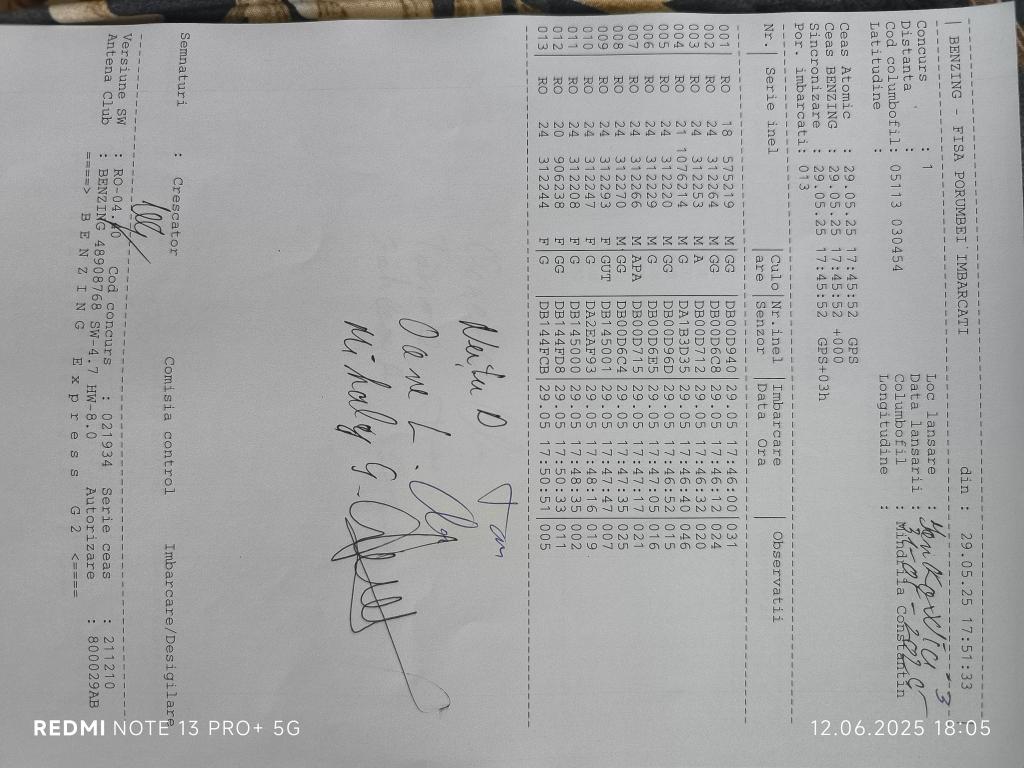 | BENZING - FISA PORUMBEI IMBARCATI din : 29.05.25 17:51:33
Concurs : 1 Loc lansare :
Distanta : Data lansarii :
Cod columbofil: 05113 030454 Columbofil : Mindrila Constantin
Latitudine : Longitudine :
Ceas Atomic : 29.05.25 17:45:52 GPS
Ceas BENZING : 29.05.25 17:45:52 +000
Sincronizare : 29.05.25 17:45:52 GPS+03h
Por. imbarcati: 013
Nr.| Serie inel |Culo|Nr.inel|Imbarcare | Observatii
|are |Senzor |Data Ora |
001| RO 18 575219 M|GG |DB00D940|29.05 17:46:00|031
002| RO 24 312264 M|GG |DB00D6C8|29.05 17:46:12|024
003| RO 24 312253 M|A |DB00D712|29.05 17:46:32|020
004| RO 21 1076214 M|G |DA1B3D35|29.05 17:46:40|046
005| RO 24 312220 M|GG |DB00D96D|29.05 17:46:52|015
006| RO 24 312229 M|G |DB00D6E5|29.05 17:47:05|016
007| RO 24 312266 M|APA |DB00D715|29.05 17:47:17|021
008| RO 24 312270 M|GG |DB00D6C4|29.05 17:47:35|025
009| RO 24 312293 F|GUT |DB145001|29.05 17:47:47|007
010| RO 24 312247 F|G |DA2EAF93|29.05 17:48:16|019
011| RO 24 312208 F|G |DB145000|29.05 17:48:35|002
012| RO 20 906238 F|GG |DB144FD8|29.05 17:50:33|011
013| RO 24 312244 F|G |DB144FCB|29.05 17:50:51|005
Dan L.
Mihaly G.
Semnaturi : Crescator Comisia control Imbarcare/Desigilare
Versiune SW : RO-04.40 Cod concurs : 021934 Serie ceas : 211210
Antena Club : BENZING 48908768 SW-4.7 HW-8.0 Autorizare : 800029AB
====> B E N Z I N G E x p r e s s G 2 <====
REDMI NOTE 13 PRO+ 5G
12.06.2025 18:05